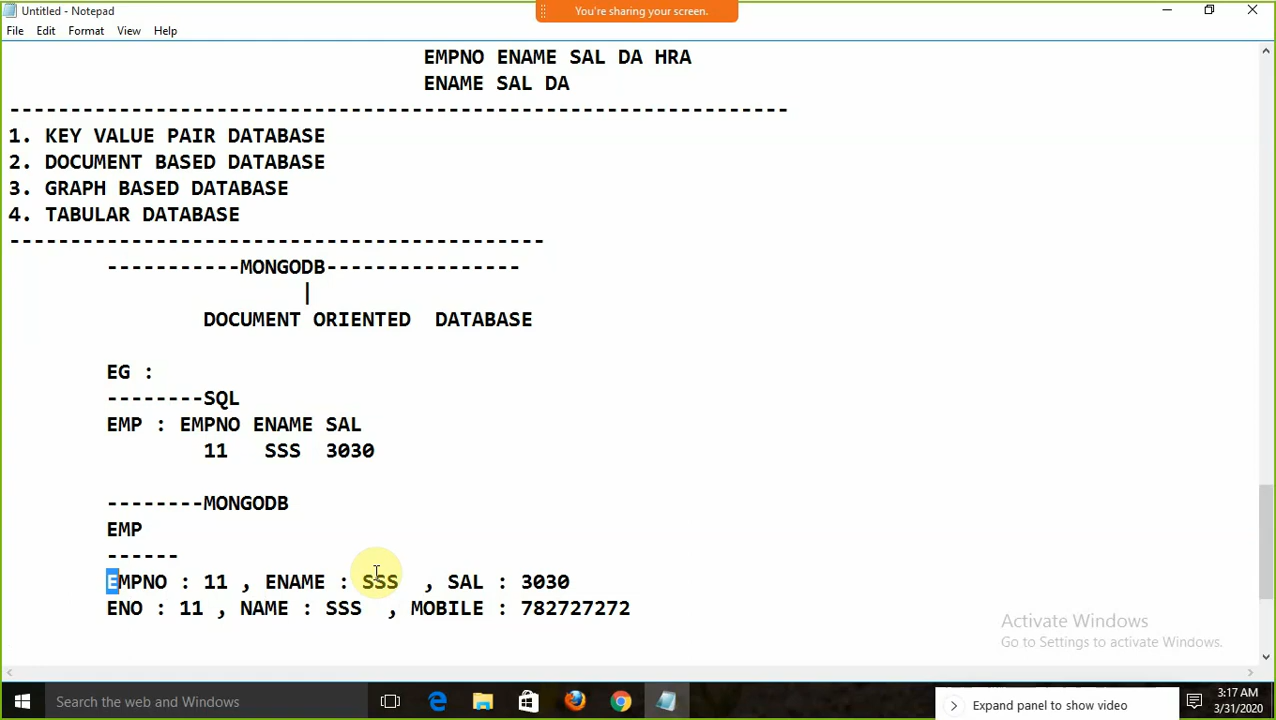 Untitled - Notepad
You're sharing your screen.
File Edit Format View Help
EMPNO ENAME SAL DA HRA
ENAME SAL DA
----------------------------------------------------------------
1. KEY VALUE PAIR DATABASE
2. DOCUMENT BASED DATABASE
3. GRAPH BASED DATABASE
4. TABULAR DATABASE
--------------------------------------------
-----------MONGODB----------------
|
DOCUMENT ORIENTED  DATABASE
EG :
--------SQL
EMP : EMPNO ENAME SAL
11   SSS  3030
--------MONGODB
EMP
------
EMPNO : 11 , ENAME : SSS  , SAL : 3030
ENO : 11 , NAME : SSS  , MOBILE : 782727272
Activate Windows
Go to Settings to activate Windows.
Search the web and Windows
Expand panel to show video
3:17 AM
3/31/2020